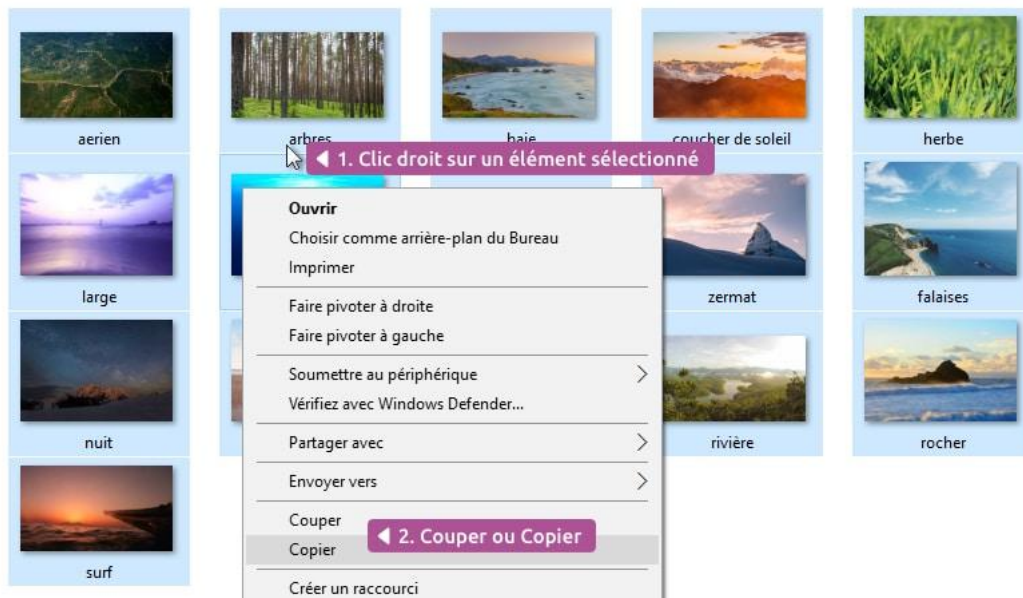 aerien
arbres
baie
coucher de soleil
herbe
1. Clic droit sur un élément sélectionné
large
zermat
falaises
nuit
rivière
rocher
surf
Ouvrir
Choisir comme arrière-plan du Bureau
Imprimer
Faire pivoter à droite
Faire pivoter à gauche
Soumettre au périphérique
Vérifiez avec Windows Defender...
Partager avec
Envoyer vers
Couper
2. Couper ou Copier
Copier
Créer un raccourci